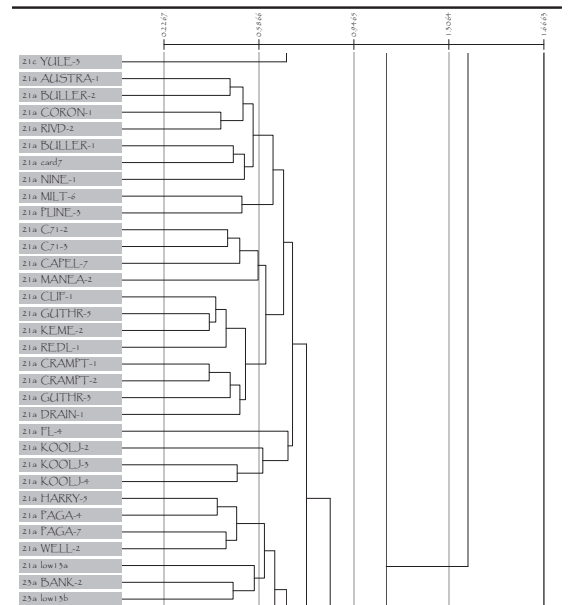 0.2267
0.5866
0.9465
1.3064
1.6663
21c YULE-3
21a AUSTRA-1
21a BULLER-2
21a CORON-1
21a RIVD-2
21a BULLER-1
21a card7
21a NINE-1
21a MILT-6
21a PUNE-3
21a C71-2
21a C71-3
21a CAPEL-7
21a MANEA-2
21a CLIF-1
21a GUTHR-5
21a KEME-2
21a REDL-1
21a CRAMPT-1
21a CRAMPT-2
21a GUTHR-3
21a DRAIN-1
21a FL-4
21a KOOLJ-2
21a KOOLJ-3
21a KOOLJ-4
21a HARRY-5
21a PAGA-4
21a PAGA-7
21a WELL-2
21a low13a
23a BANK-2
23a low13b